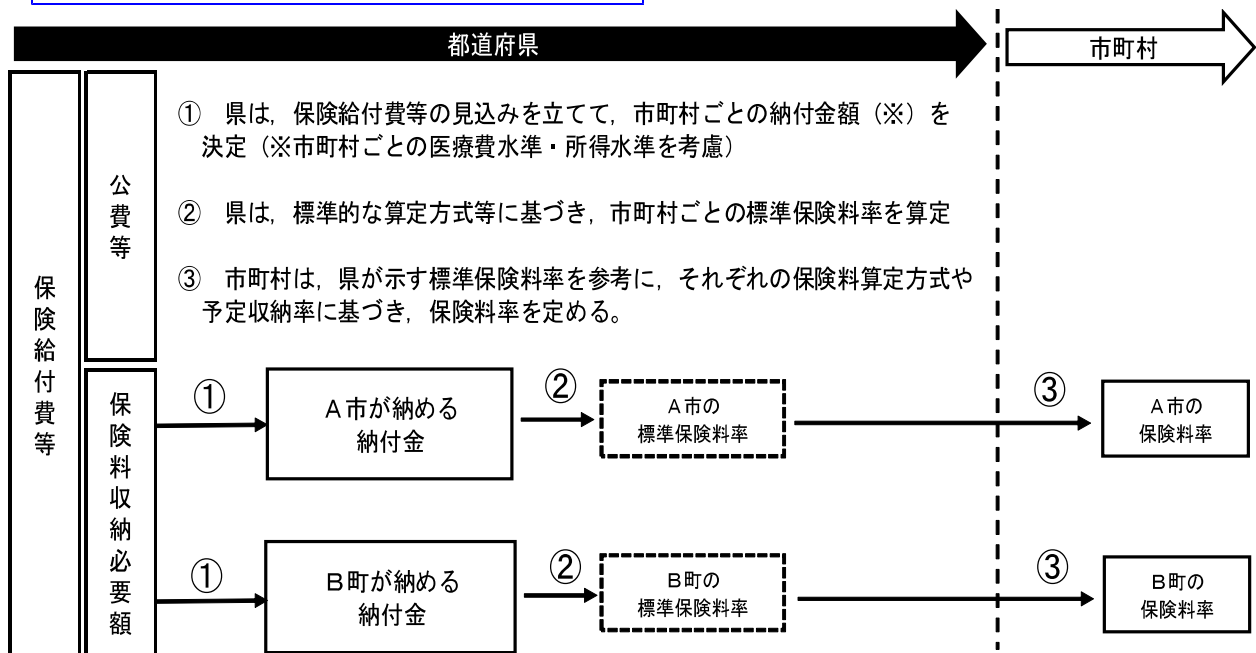 都道府県
市町村
① 県は，保険給付費等の見込みを立てて，市町村ごとの納付金額（※）を
決定（※市町村ごとの医療費水準・所得水準を考慮）
② 県は，標準的な算定方式等に基づき，市町村ごとの標準保険料率を算定
③ 市町村は，県が示す標準保険料率を参考に，それぞれの保険料算定方式や
予定収納率に基づき，保険料率を定める。
保険給付費等
公費等
保険料収納必要額
①
A市が納める
納付金
②
A市の
標準保険料率
③
A市の
保険料率
①
B町が納める
納付金
②
B町の
標準保険料率
③
B町の
保険料率